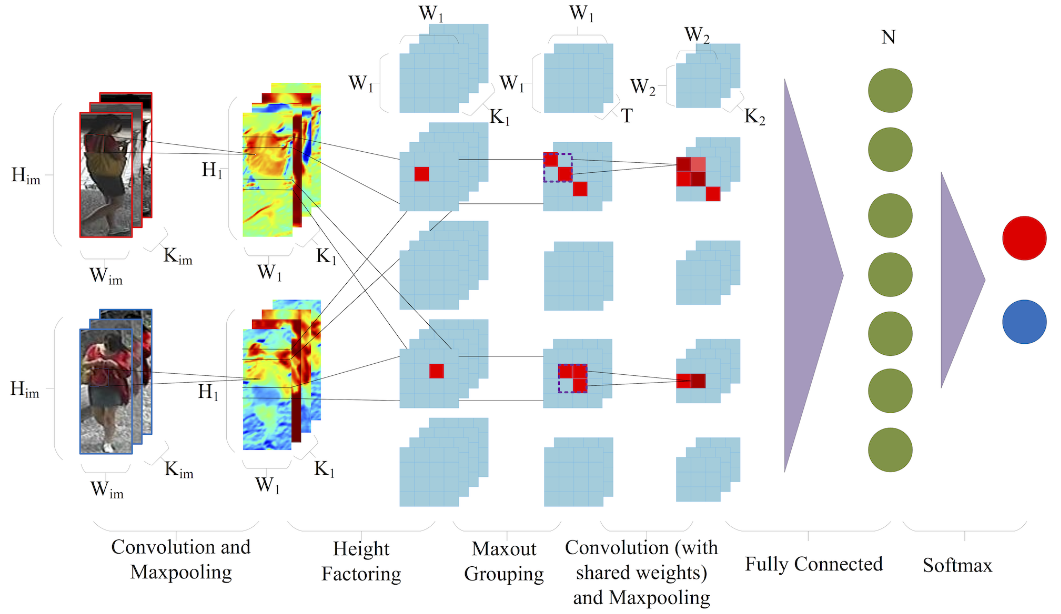 W1
W1
W2
N
W1
W1
W2
K1
T
K2
Him
H1
Kim
K1
Wim
W1
Him
H1
Kim
K1
Wim
W1
Convolution and
Maxpooling
Height
Factoring
Maxout
Grouping
Convolution (with
shared weights)
and Maxpooling
Fully Connected
Softmax